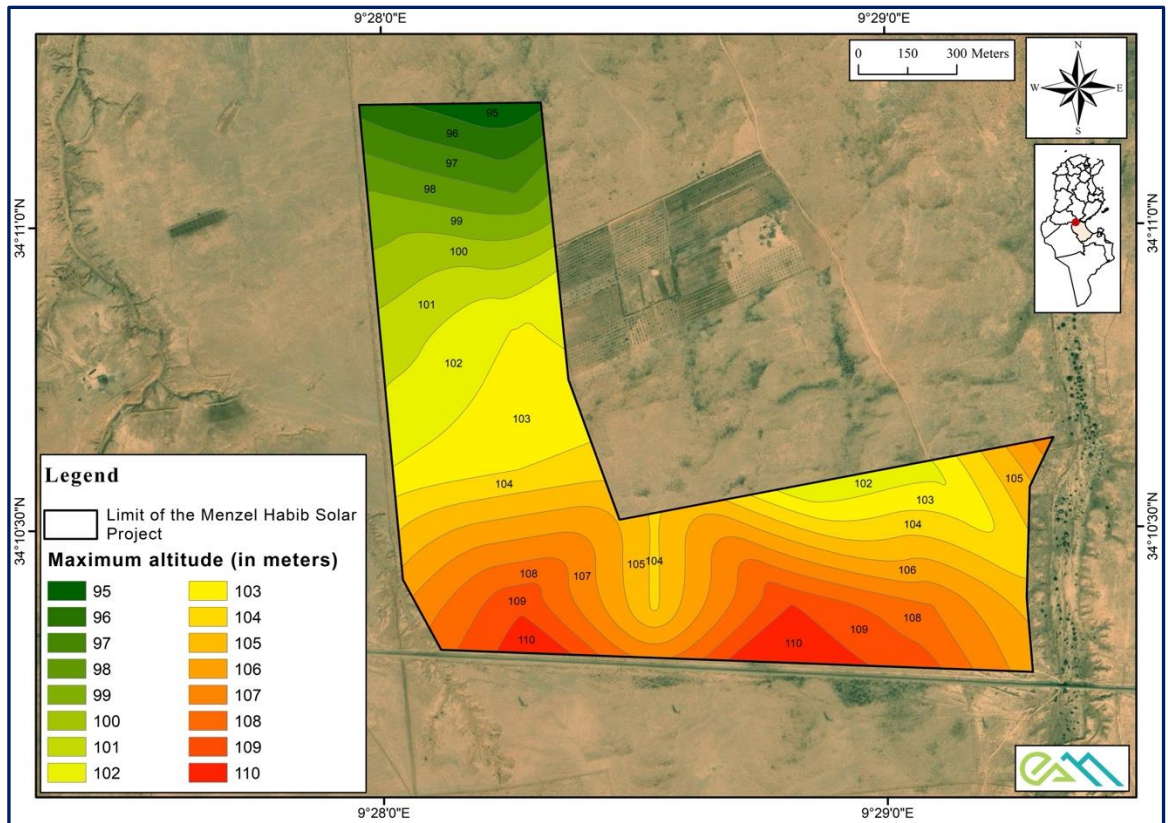 9°28'0"E
9°29'0"E
0 150 300 Meters
N
W E
S
34°11'0"N
34°11'0"N
34°10'30"N
34°10'30"N
95
96
97
98
99
100
101
102
103
104
105
104
107
108
109
110
102
103
104
105
106
108
109
110
Legend
Limit of the Menzel Habib Solar
Project
Maximum altitude (in meters)
95 103
96 104
97 105
98 106
99 107
100 108
101 109
102 110
9°28'0"E
9°29'0"E